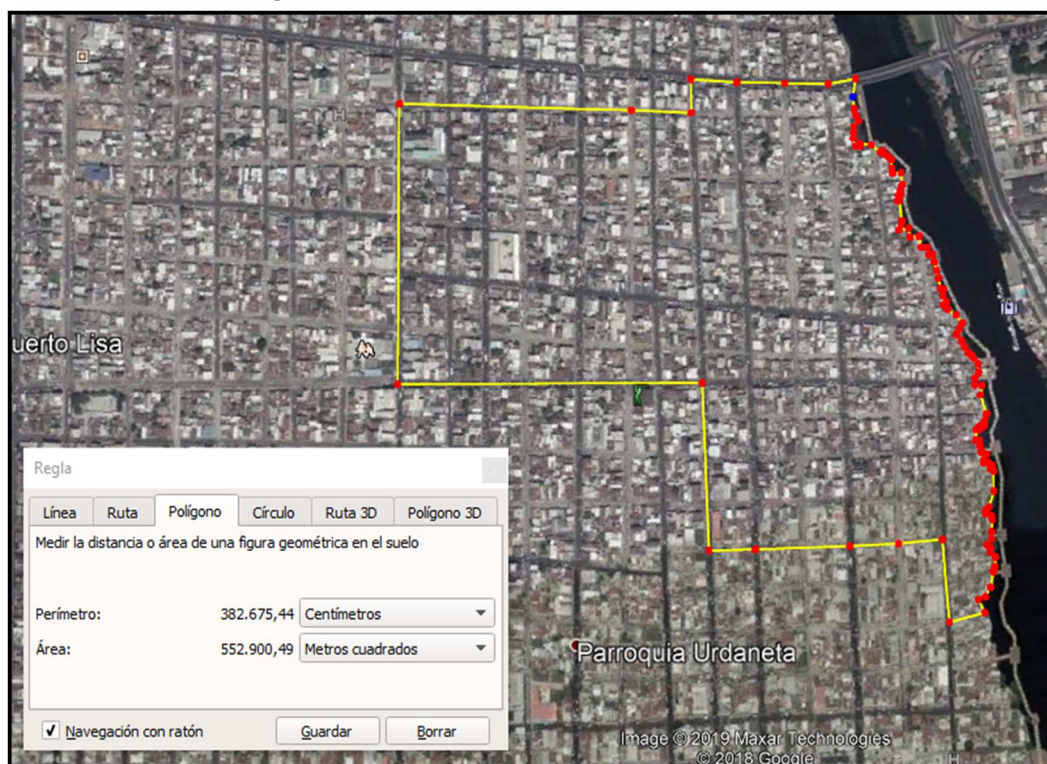 uerto Lisa
Regla
Línea Ruta Polígono Círculo Ruta 3D Polígono 3D
Medir la distancia o área de una figura geométrica en el suelo
Perímetro: 382.675,44 Centímetros
Área: 552.900,49 Metros cuadrados
Navegación con ratón Guardar Borrar
Parroquia Urdaneta
Image © 2019 Maxar Technologies
© 2018 Google
H
H